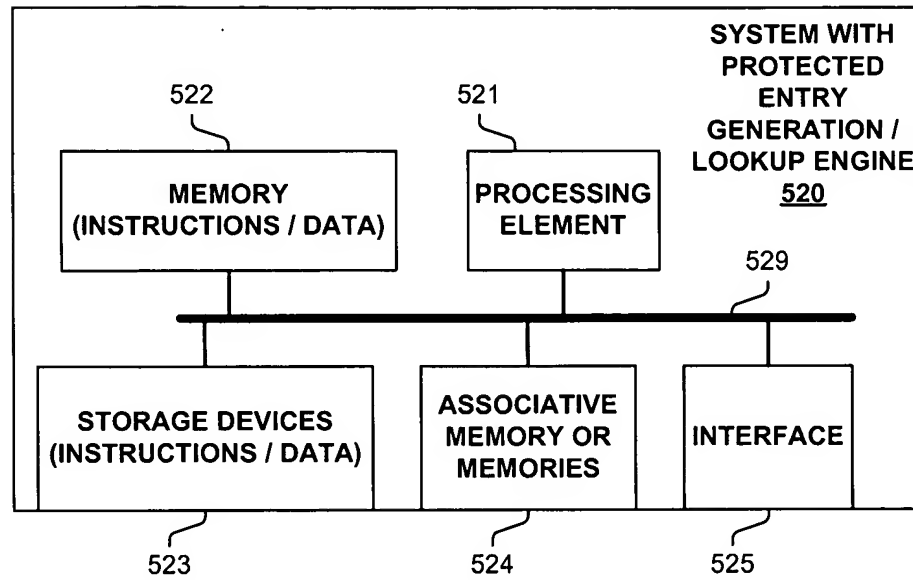 SYSTEM WITH
PROTECTED
ENTRY
GENERATION /
LOOKUP ENGINE
520
522
521
MEMORY
(INSTRUCTIONS / DATA)
PROCESSING
ELEMENT
529
STORAGE DEVICES
(INSTRUCTIONS / DATA)
ASSOCIATIVE
MEMORY OR
MEMORIES
INTERFACE
523
524
525